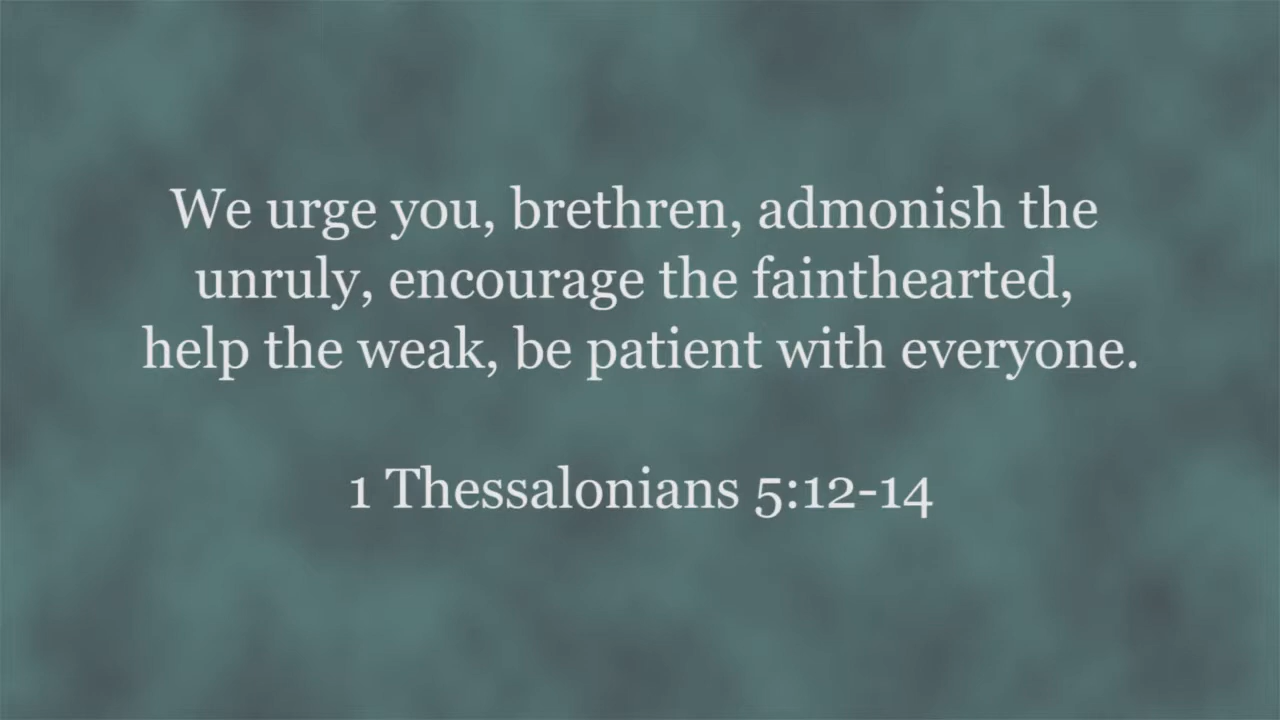 We urge you, brethren, admonish the
unruly, encourage the fainthearted,
help the weak, be patient with everyone.
1 Thessalonians 5:12-14